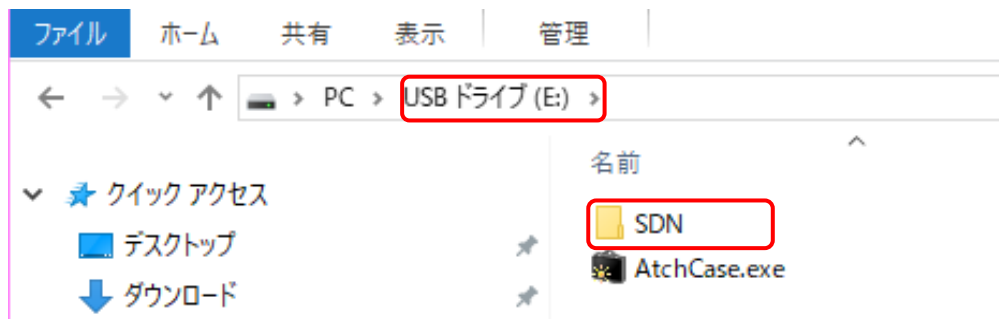 ファイル ホーム 共有 表示 管理
PC > USB ドライブ (E:) >
名前
クイック アクセス
SDN
デスクトップ
AtchCase.exe
ダウンロード